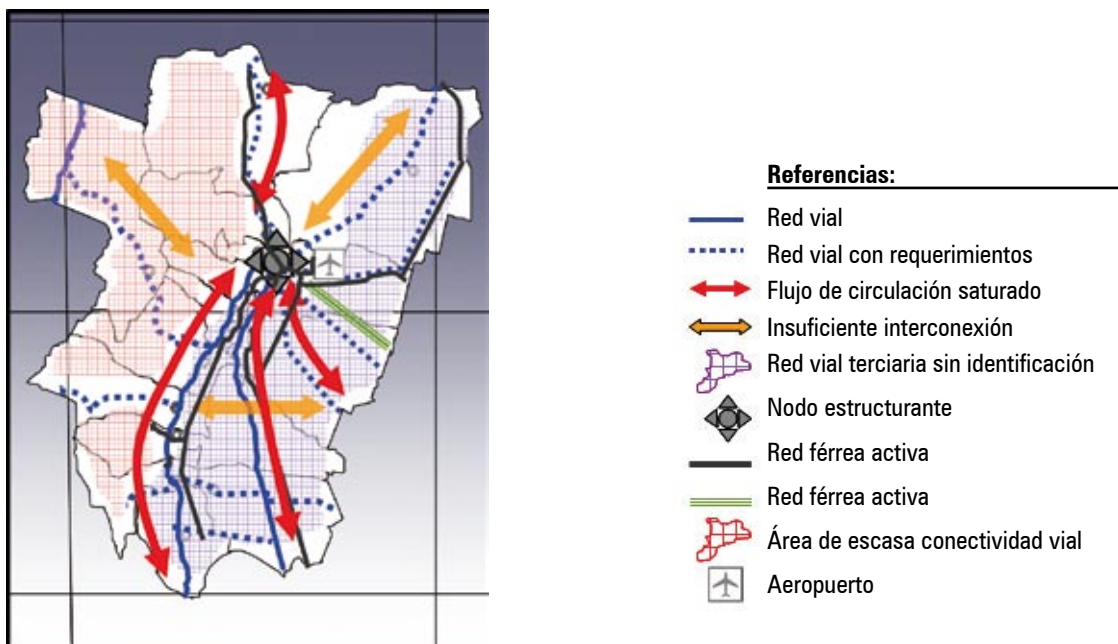 Referencias:
Red vial
Red vial con requerimientos
Flujo de circulación saturado
Insuficiente interconexión
Red vial terciaria sin identificación
Nodo estructurante
Red férrea activa
Red férrea activa
Área de escasa conectividad vial
Aeropuerto